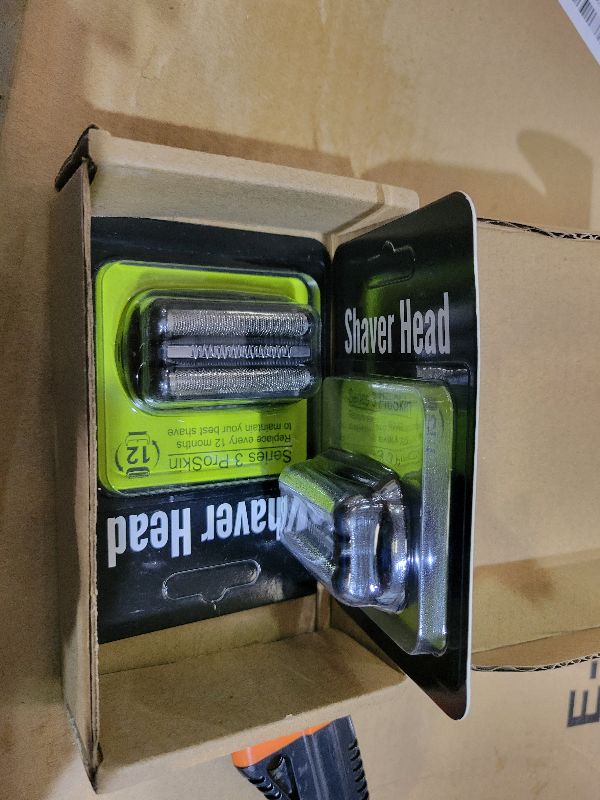 Shaver Head
Shaver Head
Series 3 ProSkin
Replace every 12 months
to maintain your best shave
12
E-